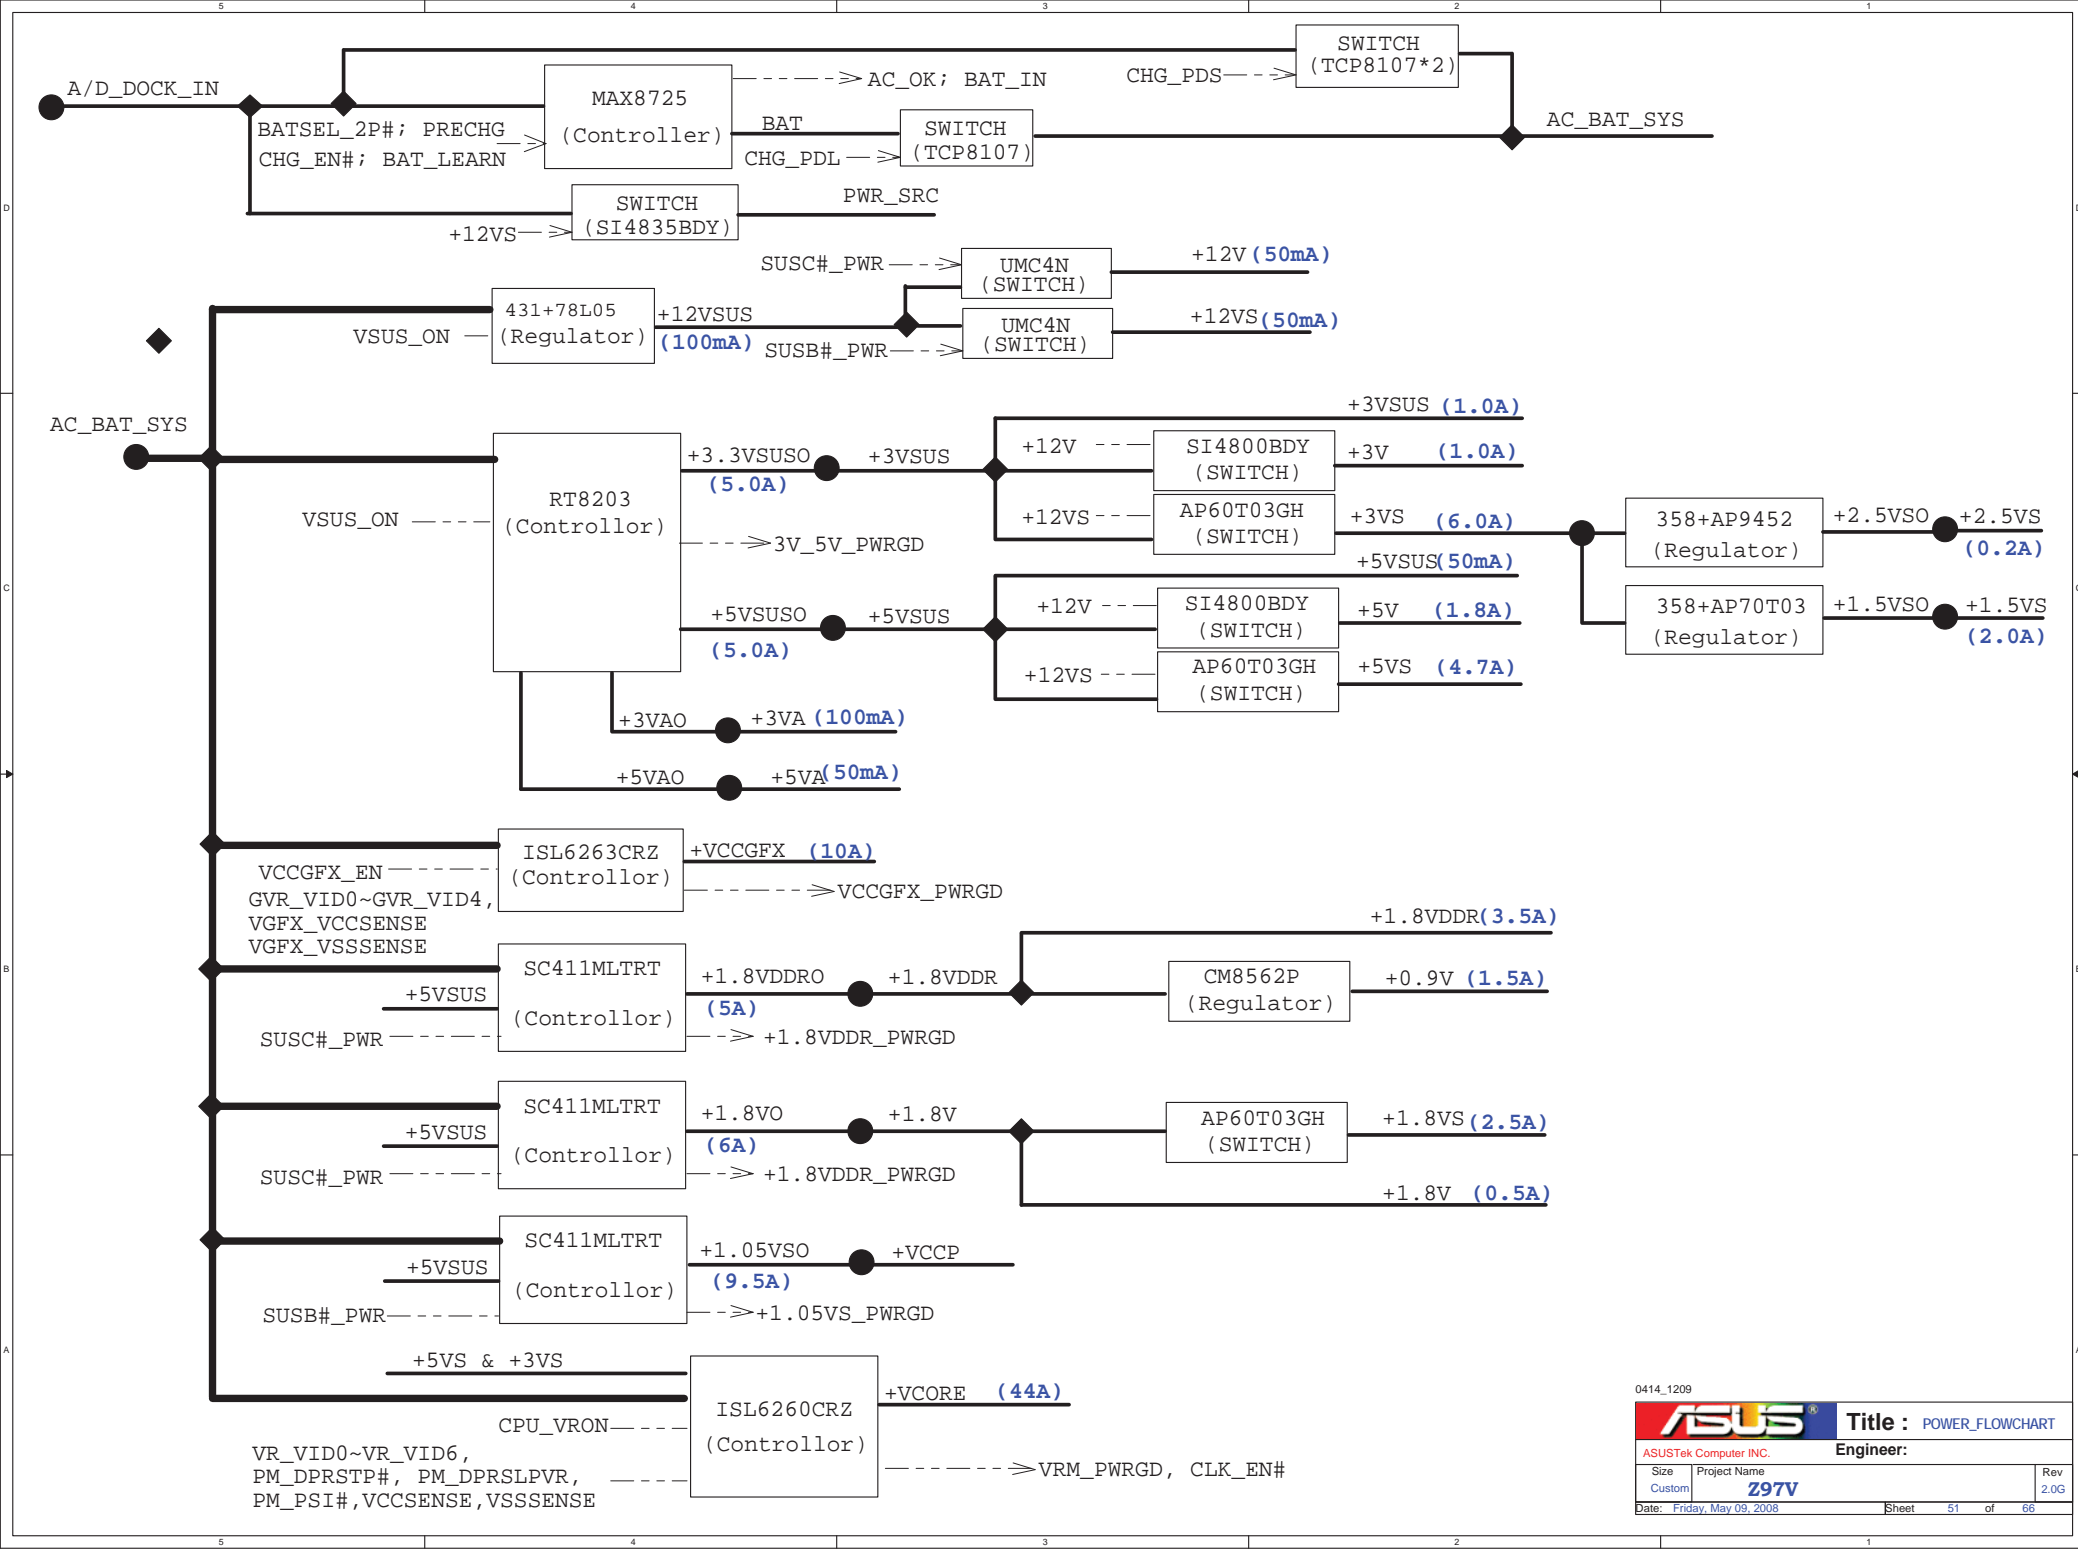 5 4 3 2 1
SWITCH
(TCP8107*2)
CHG_PDS
A/D_DOCK_IN
MAX8725
(Controller)
AC_OK; BAT_IN
BATSEL_2P#; PRECHG
CHG_EN#; BAT_LEARN
BAT
CHG_PDL
SWITCH
(TCP8107)
AC_BAT_SYS
SWITCH
(SI4835BDY)
PWR_SRC
+12VS
D D
SUSC#_PWR
UMC4N
(SWITCH)
+12V (50mA)
431+78L05
(Regulator)
VSUS_ON
+12VSUS
(100mA)
SUSB#_PWR
UMC4N
(SWITCH)
+12VS (50mA)
AC_BAT_SYS
RT8203
(Controllor)
VSUS_ON
+3.3VSUSO
(5.0A)
+3VSUS
+3VSUS (1.0A)
+12V
SI4800BDY
(SWITCH)
+3V (1.0A)
+12VS
AP60T03GH
(SWITCH)
+3VS (6.0A)
358+AP9452
(Regulator)
+2.5VSO
+2.5VS
(0.2A)
3V_5V_PWRGD
+5VSUS (50mA)
+5VSUSO
(5.0A)
+5VSUS
+12V
SI4800BDY
(SWITCH)
+5V (1.8A)
358+AP70T03
(Regulator)
+1.5VSO
+1.5VS
(2.0A)
+12VS
AP60T03GH
(SWITCH)
+5VS (4.7A)
C C
+3VAO
+3VA (100mA)
+5VAO
+5VA (50mA)
ISL6263CRZ
(Controllor)
+VCCGFX (10A)
VCCGFX_EN
GVR_VID0~GVR_VID4,
VGFX_VCCSENSE
VGFX_VSSSENSE
VCCGFX_PWRGD
+1.8VDDR (3.5A)
SC411MLTRT
(Controllor)
+5VSUS
SUSC#_PWR
+1.8VDDRO
(5A)
+1.8VDDR
+1.8VDDR_PWRGD
CM8562P
(Regulator)
+0.9V (1.5A)
B B
SC411MLTRT
(Controllor)
+5VSUS
SUSC#_PWR
+1.8VO
(6A)
+1.8V
+1.8VDDR_PWRGD
AP60T03GH
(SWITCH)
+1.8VS (2.5A)
+1.8V (0.5A)
SC411MLTRT
(Controllor)
+5VSUS
SUSB#_PWR
+1.05VSO
(9.5A)
+VCCP
+1.05VS_PWRGD
A A
+5VS & +3VS
ISL6260CRZ
(Controllor)
+VCORE (44A)
CPU_VRON
VR_VID0~VR_VID6,
PM_DPRSTP#, PM_DPRSLPVR,
PM_PSI#,VCCSENSE,VSSSENSE
VRM_PWRGD, CLK_EN#
0414_1209
ASUS®
Title : POWER_FLOWCHART
ASUSTek Computer INC.
Engineer:
Size Project Name Rev
Custom Z97V 2.0G
Date: Friday, May 09, 2008 Sheet 51 of 66
5 4 3 2 1